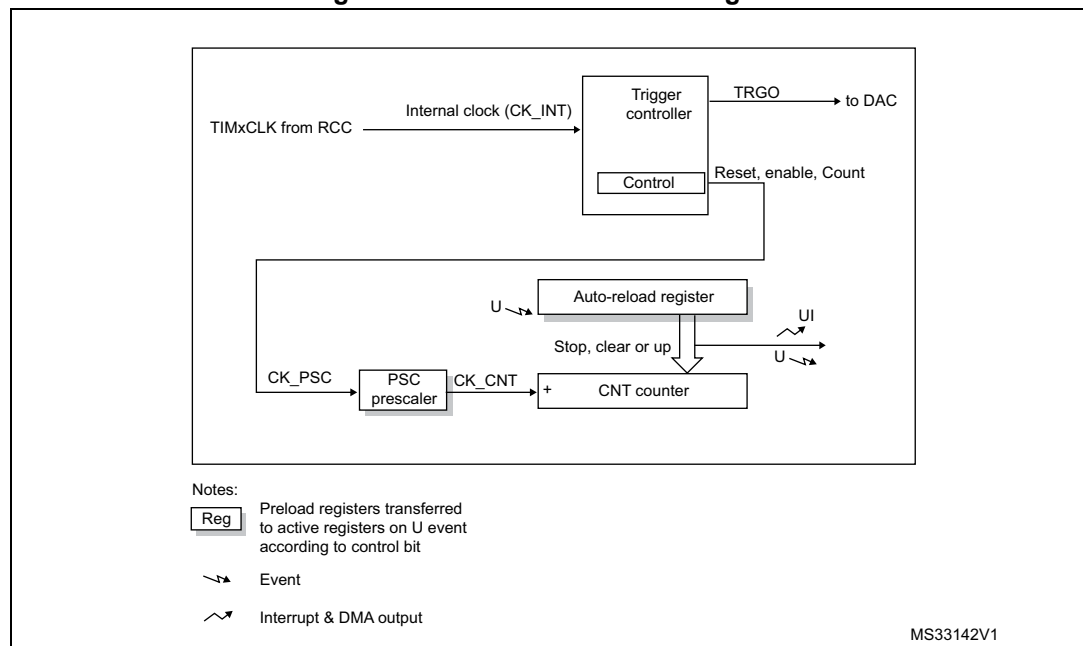 TIMxCLK from RCC
Internal clock (CK_INT)
Trigger
controller
TRGO
to DAC
Control
Reset, enable, Count
U
Auto-reload register
UI
U
Stop, clear or up
CK_PSC
PSC
prescaler
CK_CNT
+
CNT counter
Notes:
Reg
Preload registers transferred
to active registers on U event
according to control bit
Event
Interrupt & DMA output
MS33142V1